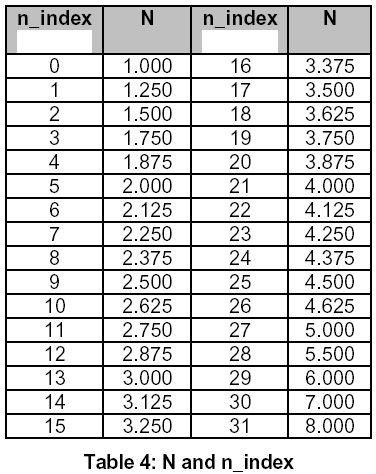 n_index N n_index N
0 1.000 16 3.375
1 1.250 17 3.500
2 1.500 18 3.625
3 1.750 19 3.750
4 1.875 20 3.875
5 2.000 21 4.000
6 2.125 22 4.125
7 2.250 23 4.250
8 2.375 24 4.375
9 2.500 25 4.500
10 2.625 26 4.625
11 2.750 27 5.000
12 2.875 28 5.500
13 3.000 29 6.000
14 3.125 30 7.000
15 3.250 31 8.000
Table 4: N and n_index